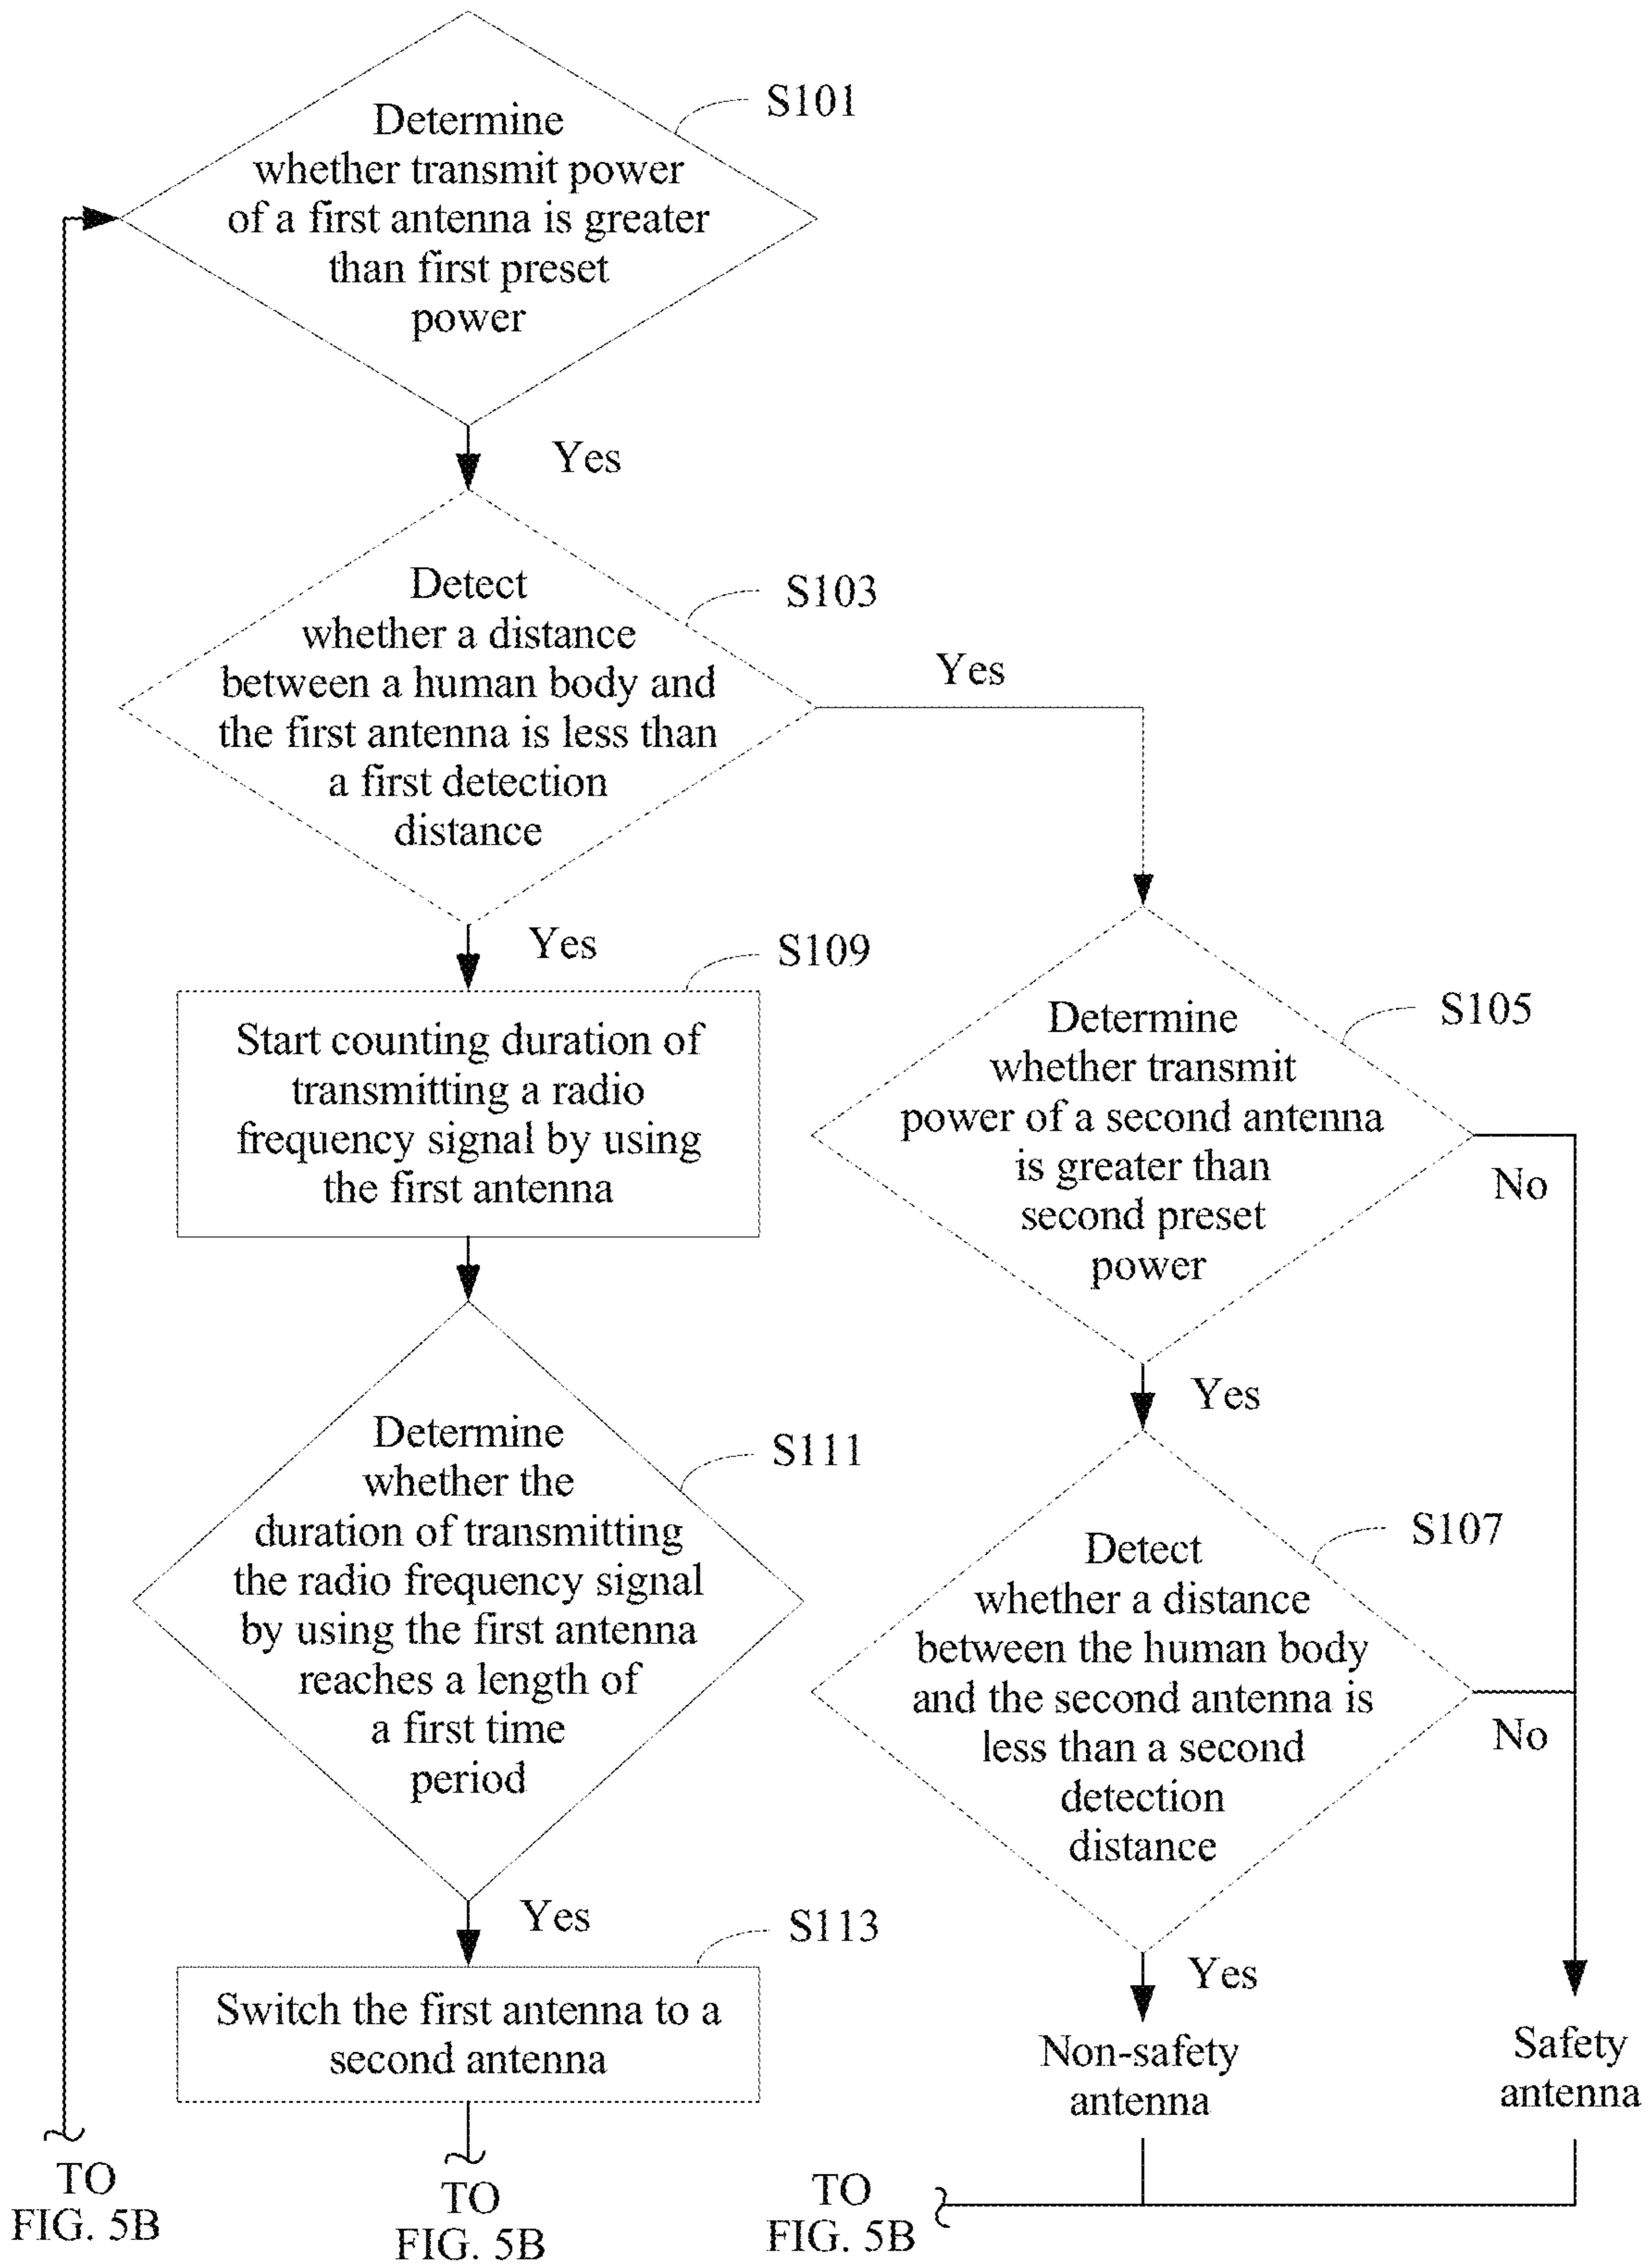 Determine
whether transmit power
of a first antenna is greater
than first preset
power
S101
Yes
Detect
whether a distance
between a human body and
the first antenna is less than
a first detection
distance
S103
Yes
Yes
S109
Start counting duration of
transmitting a radio
frequency signal by using
the first antenna
Determine
whether transmit
power of a second antenna
is greater than
second preset
power
S105
No
Yes
Determine
whether the
duration of transmitting
the radio frequency signal
by using the first antenna
reaches a length of
a first time
period
S111
Detect
whether a distance
between the human body
and the second antenna is
less than a second
detection
distance
S107
No
Yes
S113
Switch the first antenna to a
second antenna
Yes
Non-safety
antenna
Safety
antenna
TO
FIG. 5B
TO
FIG. 5B
TO
FIG. 5B